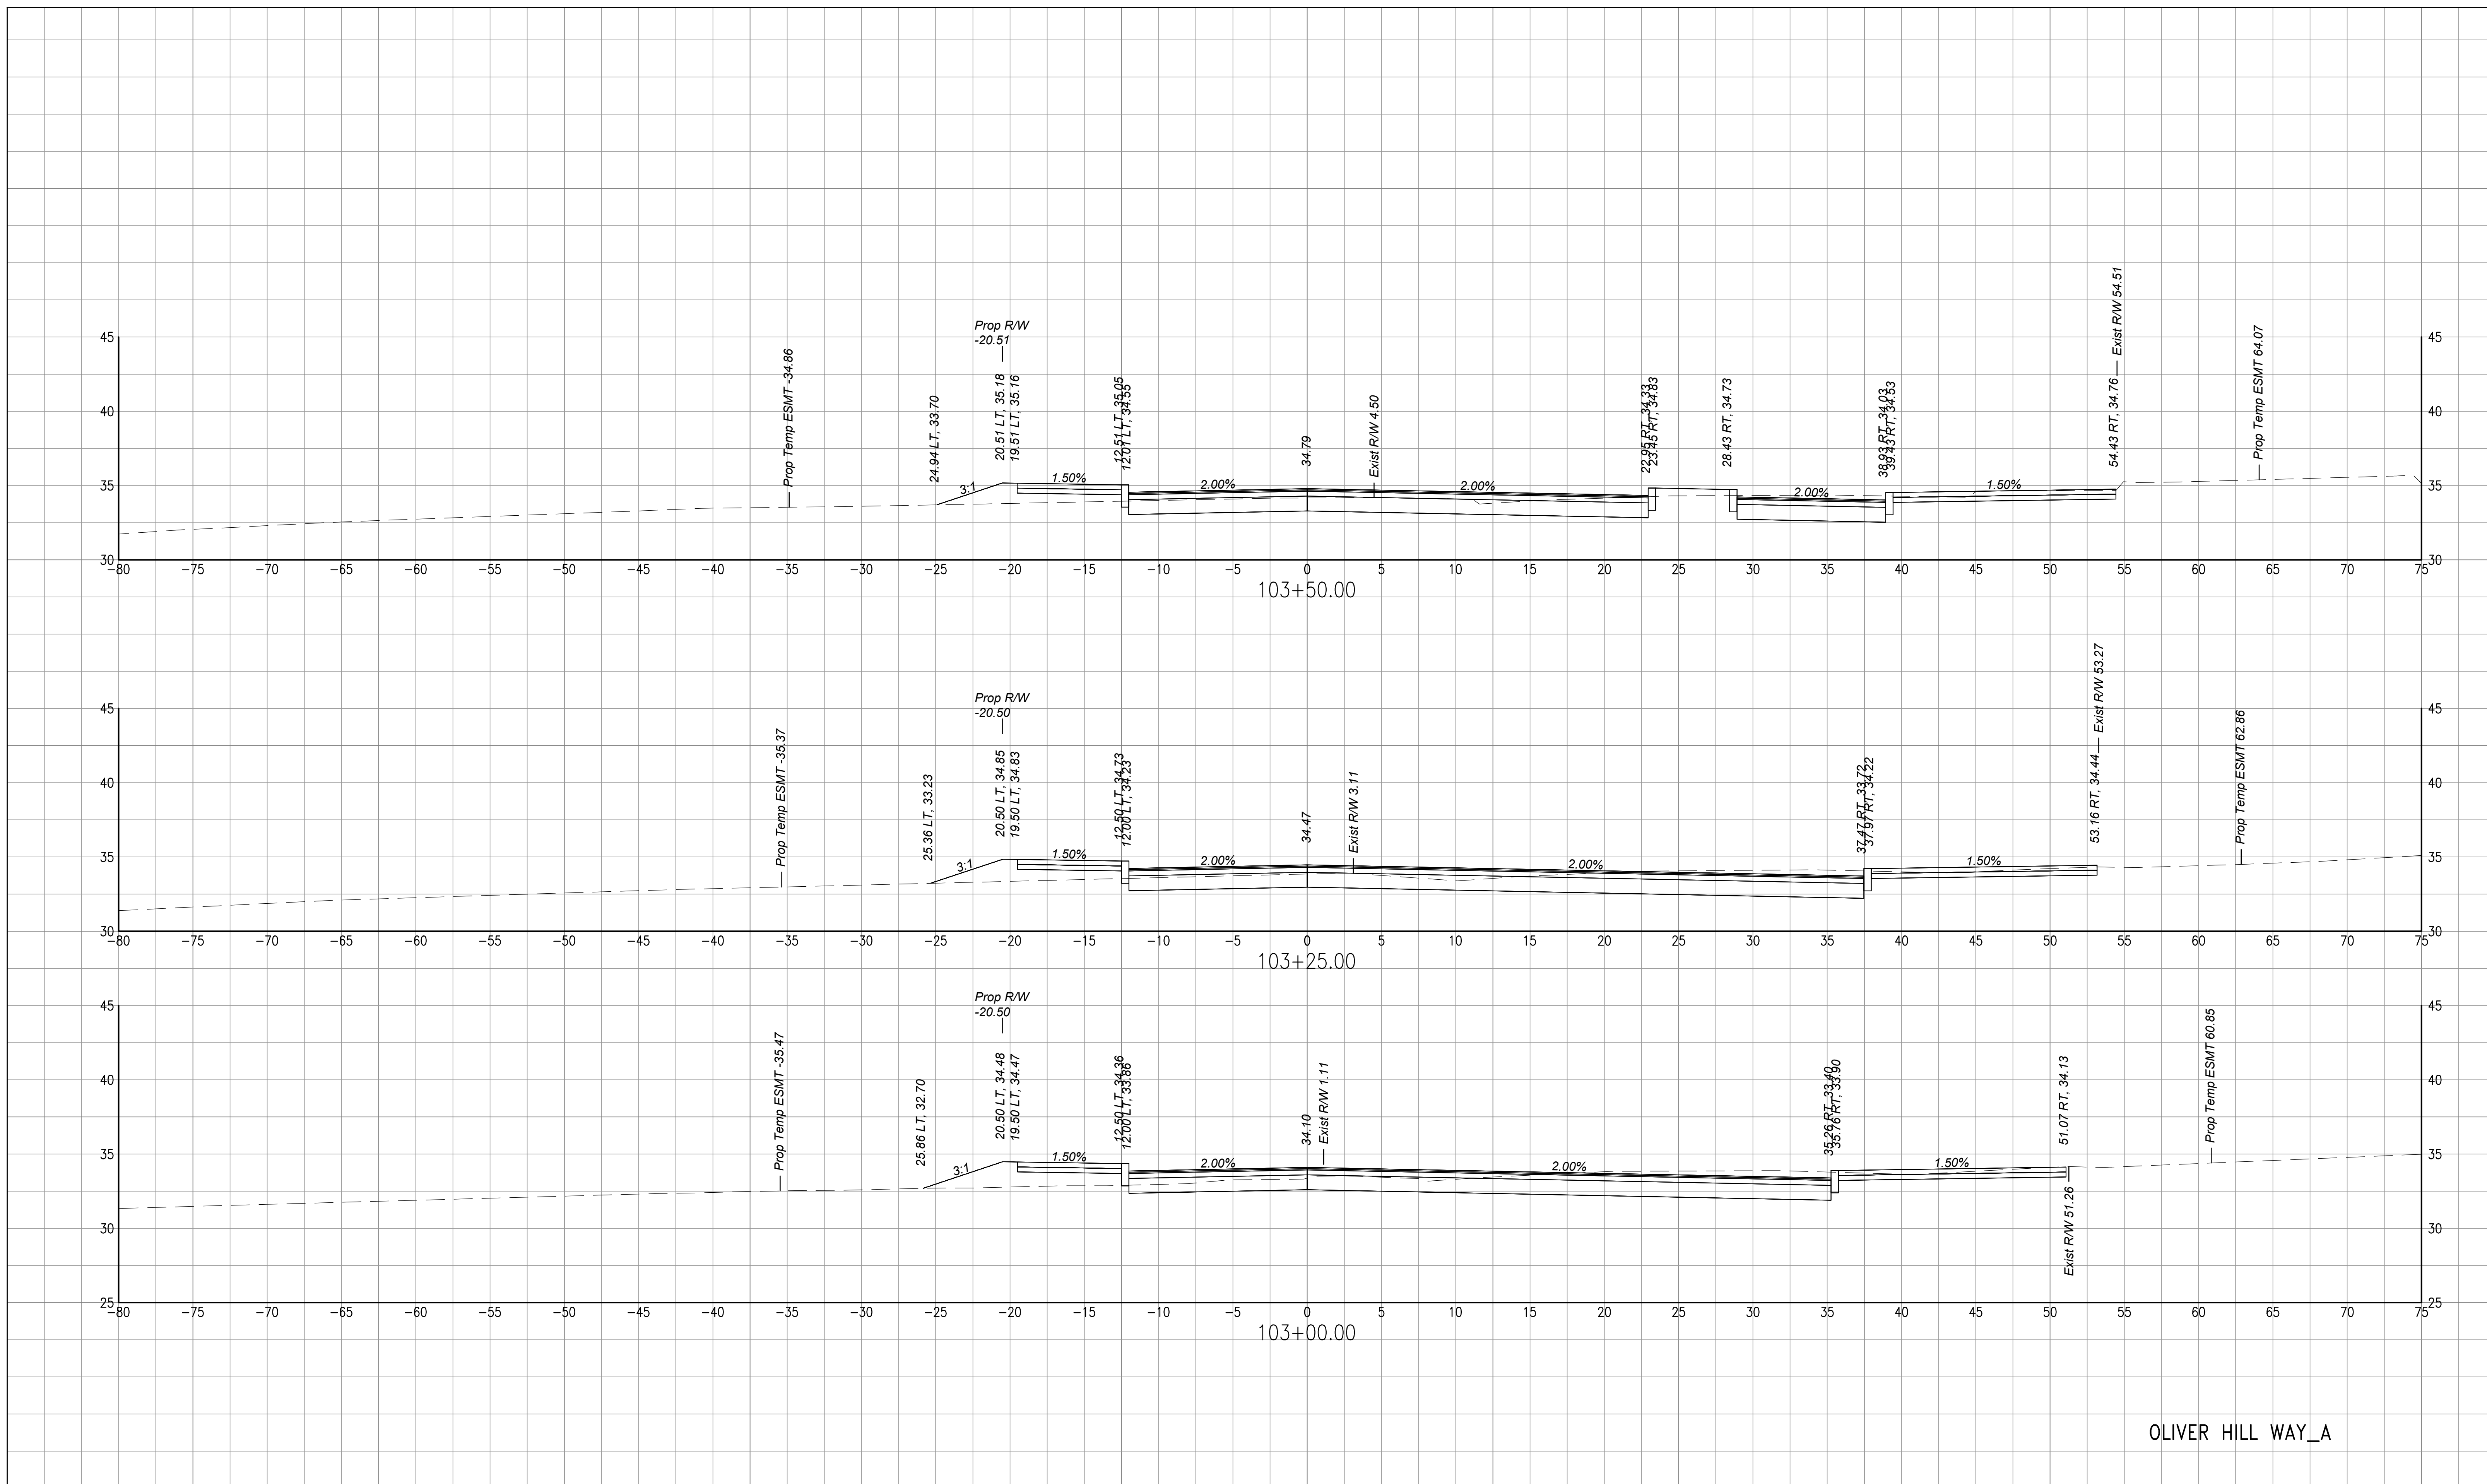 Prop R/W
-20.51
Prop Temp ESMT -34.86
24.94 LT, 33.70
20.51 LT, 35.18
19.51 LT, 35.16
12.51 LT, 35.05
12.01 LT, 34.55
34.79
Exist R/W 4.50
22.95 RT, 34.33
23.45 RT, 34.83
28.43 RT, 34.73
38.93 RT, 34.03
39.43 RT, 34.53
54.43 RT, 34.76
Exist R/W 54.51
Prop Temp ESMT 64.07
45 45
40 40
35 35
30 30
3:1 1.50% 2.00% 2.00% 2.00% 1.50%
-80 -75 -70 -65 -60 -55 -50 -45 -40 -35 -30 -25 -20 -15 -10 -5 0 5 10 15 20 25 30 35 40 45 50 55 60 65 70 75
103+50.00
Prop R/W
-20.50
Prop Temp ESMT -35.37
25.36 LT, 33.23
20.50 LT, 34.85
19.50 LT, 34.83
12.50 LT, 34.73
12.00 LT, 34.23
34.47
Exist R/W 3.11
37.47 RT, 33.72
37.97 RT, 34.22
53.16 RT, 34.44
Exist R/W 53.27
Prop Temp ESMT 62.86
45 45
40 40
35 35
30 30
3:1 1.50% 2.00% 2.00% 1.50%
-80 -75 -70 -65 -60 -55 -50 -45 -40 -35 -30 -25 -20 -15 -10 -5 0 5 10 15 20 25 30 35 40 45 50 55 60 65 70 75
103+25.00
Prop R/W
-20.50
Prop Temp ESMT -35.47
25.86 LT, 32.70
20.50 LT, 34.48
19.50 LT, 34.47
12.50 LT, 34.36
12.00 LT, 33.86
34.10
Exist R/W 1.11
35.26 RT, 33.40
35.76 RT, 33.90
51.07 RT, 34.13
Exist R/W 51.26
Prop Temp ESMT 60.85
45 45
40 40
35 35
30 30
25 25
3:1 1.50% 2.00% 2.00% 1.50%
-80 -75 -70 -65 -60 -55 -50 -45 -40 -35 -30 -25 -20 -15 -10 -5 0 5 10 15 20 25 30 35 40 45 50 55 60 65 70 75
103+00.00
OLIVER HILL WAY_A